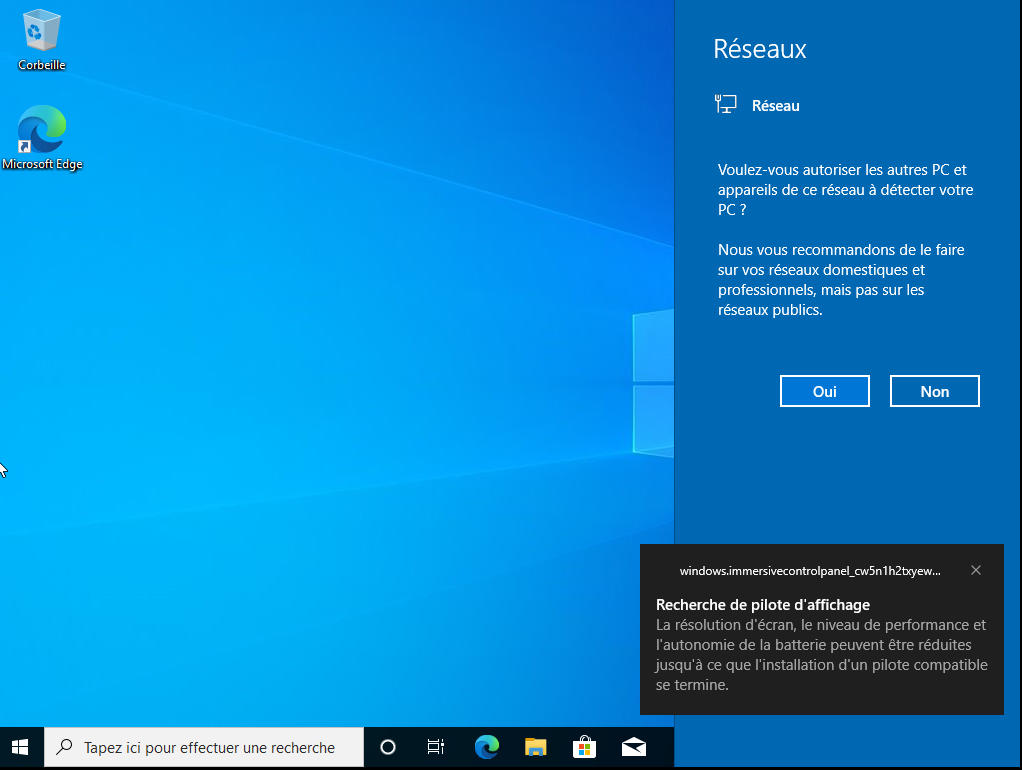 Corbeille
Microsoft Edge
Réseaux
Réseau
Voulez-vous autoriser les autres PC et
appareils de ce réseau à détecter votre
PC ?
Nous vous recommandons de le faire
sur vos réseaux domestiques et
professionnels, mais pas sur les
réseaux publics.
Oui
Non
windows.immersivecontrolpanel_cw5n1h2txyew...
Recherche de pilote d'affichage
La résolution d'écran, le niveau de performance et
l'autonomie de la batterie peuvent être réduites
jusqu'à ce que l'installation d'un pilote compatible
se termine.
Tapez ici pour effectuer une recherche